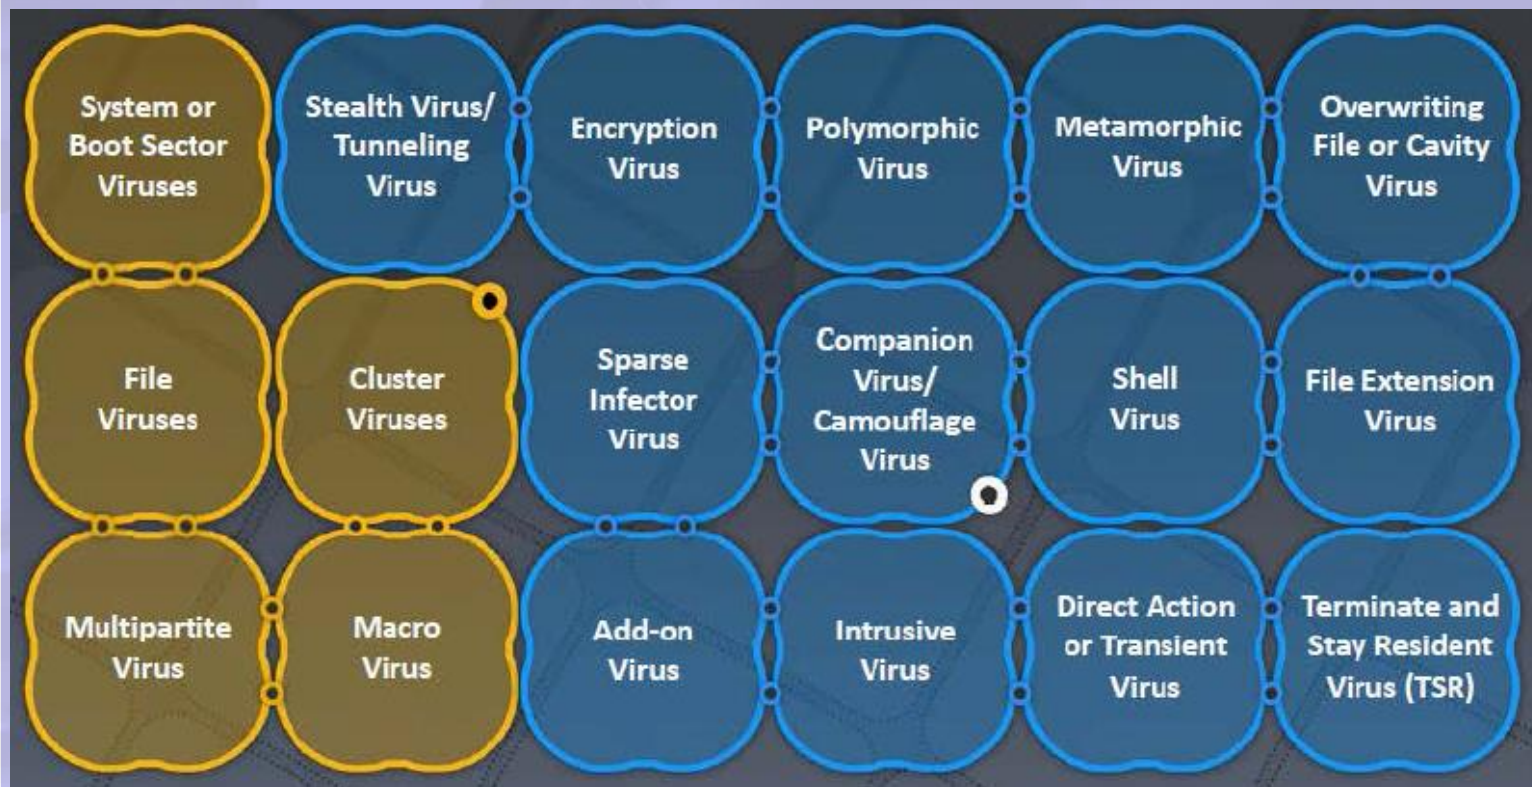 System or
Boot Sector
Viruses
Stealth Virus/
Tunneling
Virus
Encryption
Virus
Polymorphic
Virus
Metamorphic
Virus
Overwriting
File or Cavity
Virus
File
Viruses
Cluster
Viruses
Sparse
Infector
Virus
Companion
Virus/
Camouflage
Virus
Shell
Virus
File Extension
Virus
Multipartite
Virus
Macro
Virus
Add-on
Virus
Intrusive
Virus
Direct Action
or Transient
Virus
Terminate and
Stay Resident
Virus (TSR)